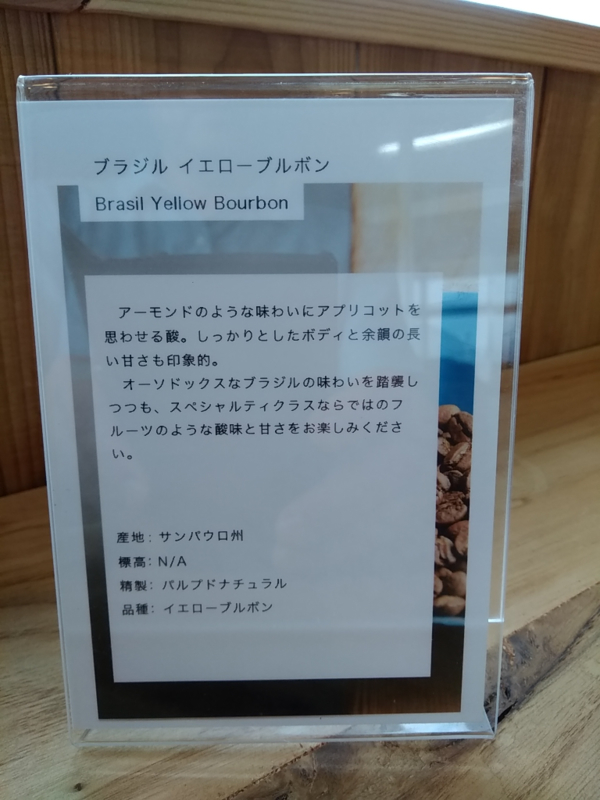 ブラジル イエローブルボン
Brasil Yellow Bourbon
アーモンドのような味わいにアプリコットを
思わせる酸。しっかりとしたボディと余韻の長
い甘さも印象的。
オーソドックスなブラジルの味わいを踏襲し
つつも、スペシャルティクラスならではのフ
ルーツのような酸味と甘さをお楽しみくださ
い。
産地: サンパウロ州
標高: N/A
精製: パルプドナチュラル
品種: イエローブルボン